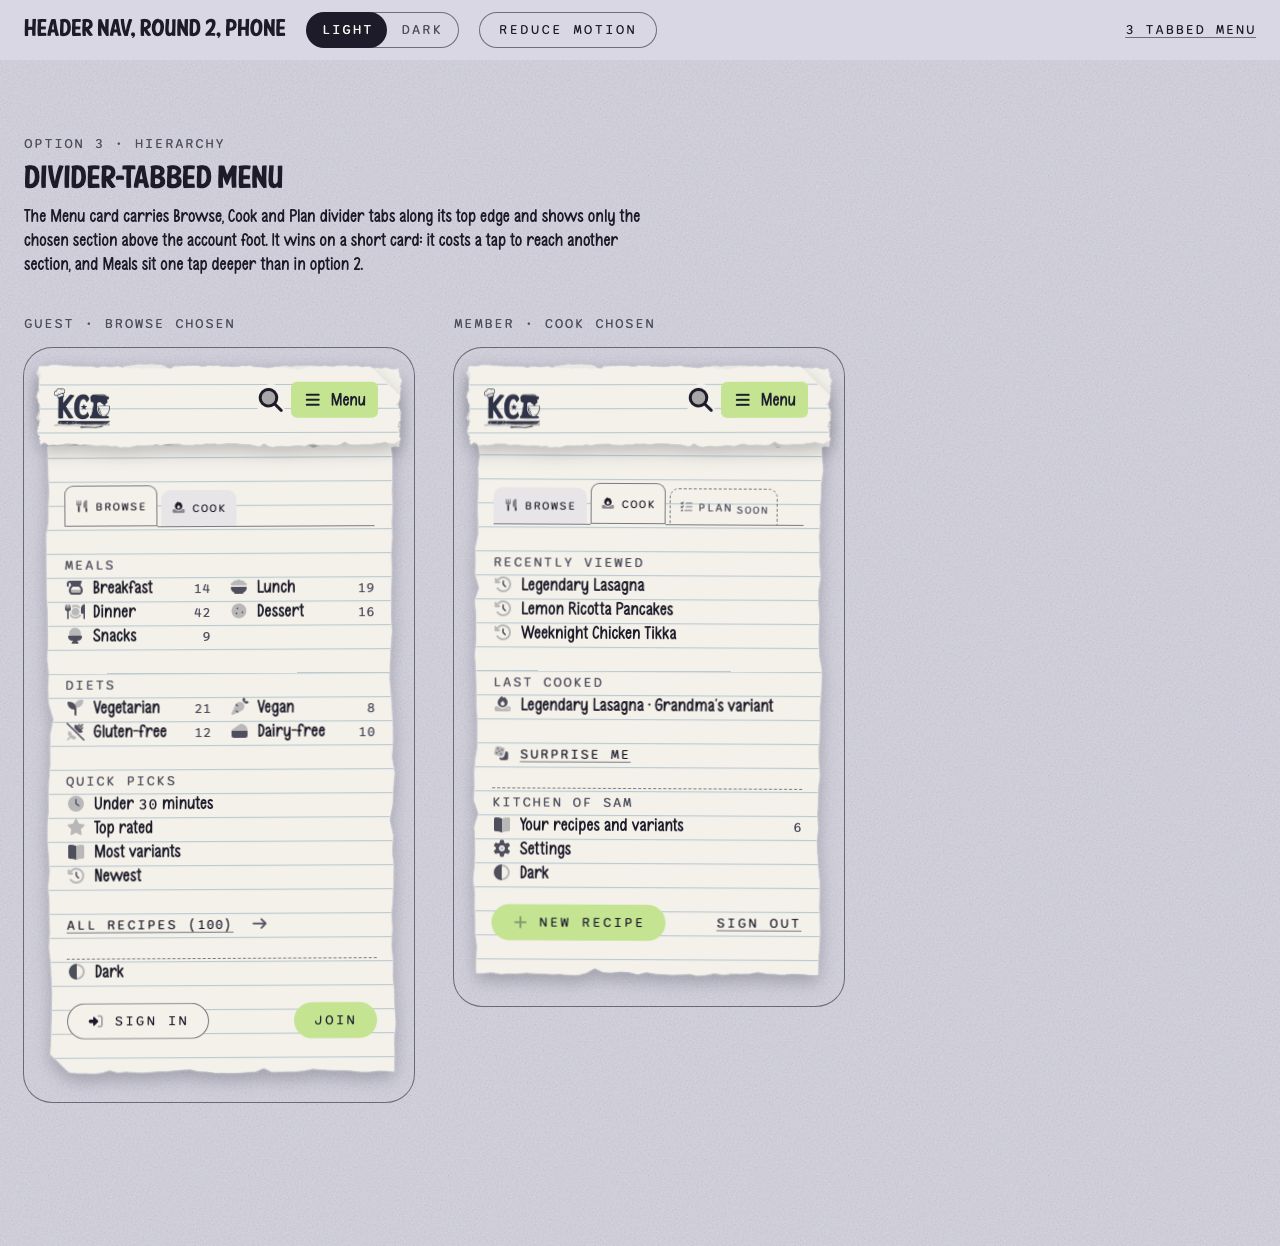 HEADER NAV, ROUND 2, PHONE
LIGHT
DARK
REDUCE MOTION
3 TABBED MENU
OPTION 3 · HIERARCHY
DIVIDER-TABBED MENU
The Menu card carries Browse, Cook and Plan divider tabs along its top edge and shows only the
chosen section above the account foot. It wins on a short card: it costs a tap to reach another
section, and Meals sit one tap deeper than in option 2.
GUEST · BROWSE CHOSEN
KCE
Menu
BROWSE
COOK
MEALS
Breakfast 14
Lunch 19
Dinner 42
Dessert 16
Snacks 9
DIETS
Vegetarian 21
Vegan 8
Gluten-free 12
Dairy-free 10
QUICK PICKS
Under 30 minutes
Top rated
Most variants
Newest
ALL RECIPES (100) →
Dark
SIGN IN
JOIN
MEMBER · COOK CHOSEN
KCE
Menu
BROWSE
COOK
PLAN SOON
RECENTLY VIEWED
Legendary Lasagna
Lemon Ricotta Pancakes
Weeknight Chicken Tikka
LAST COOKED
Legendary Lasagna · Grandma's variant
SURPRISE ME
KITCHEN OF SAM
Your recipes and variants 6
Settings
Dark
+ NEW RECIPE
SIGN OUT